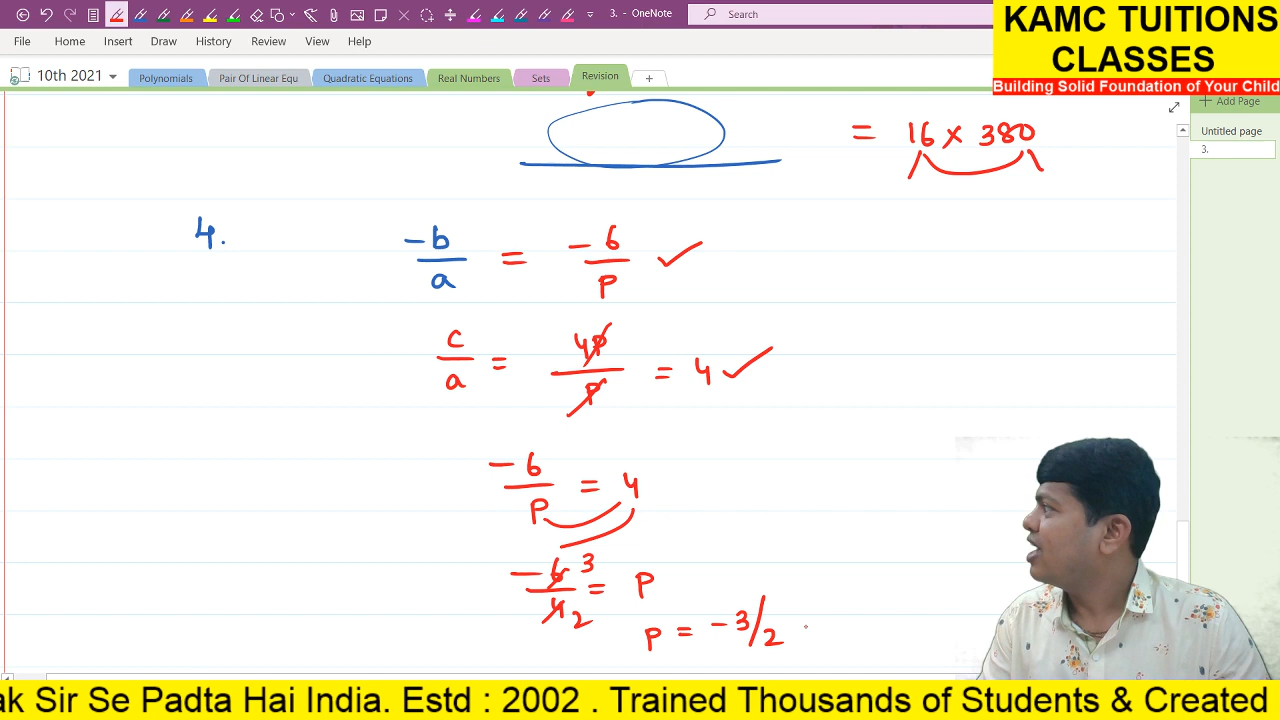 3. - OneNote
Search
KAMC TUITIONS
CLASSES
Building Solid Foundation of Your Child
File Home Insert Draw History Review View Help
10th 2021
Polynomials Pair Of Linear Equ Quadratic Equations Real Numbers Sets Revision +
+ Add Page
Untitled page
3.
= 16 × 380
4. -b/a = -6/p ✓
c/a = 4p/p = 4 ✓
-6/p = 4
-6/4 3/2 = p
p = -3/2
ak Sir Se Padta Hai India. Estd : 2002 . Trained Thousands of Students & Created